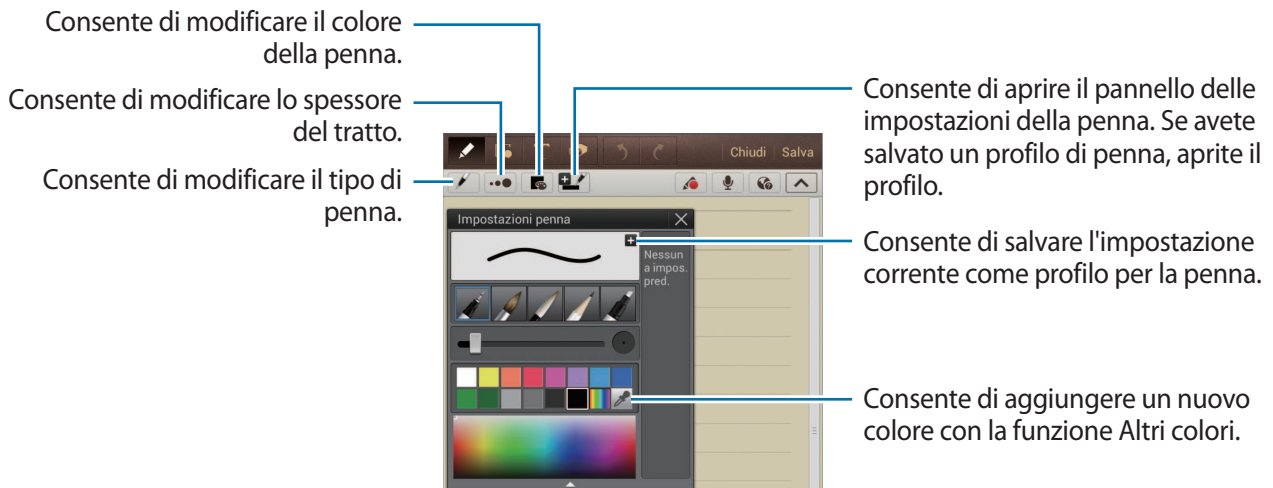 Consente di modificare il colore
della penna.
Consente di modificare lo spessore
del tratto.
Consente di modificare il tipo di
penna.
Chiudi Salva
Impostazioni penna
Nessun
a impos.
pred.
Consente di aprire il pannello delle
impostazioni della penna. Se avete
salvato un profilo di penna, aprite il
profilo.
Consente di salvare l'impostazione
corrente come profilo per la penna.
Consente di aggiungere un nuovo
colore con la funzione Altri colori.